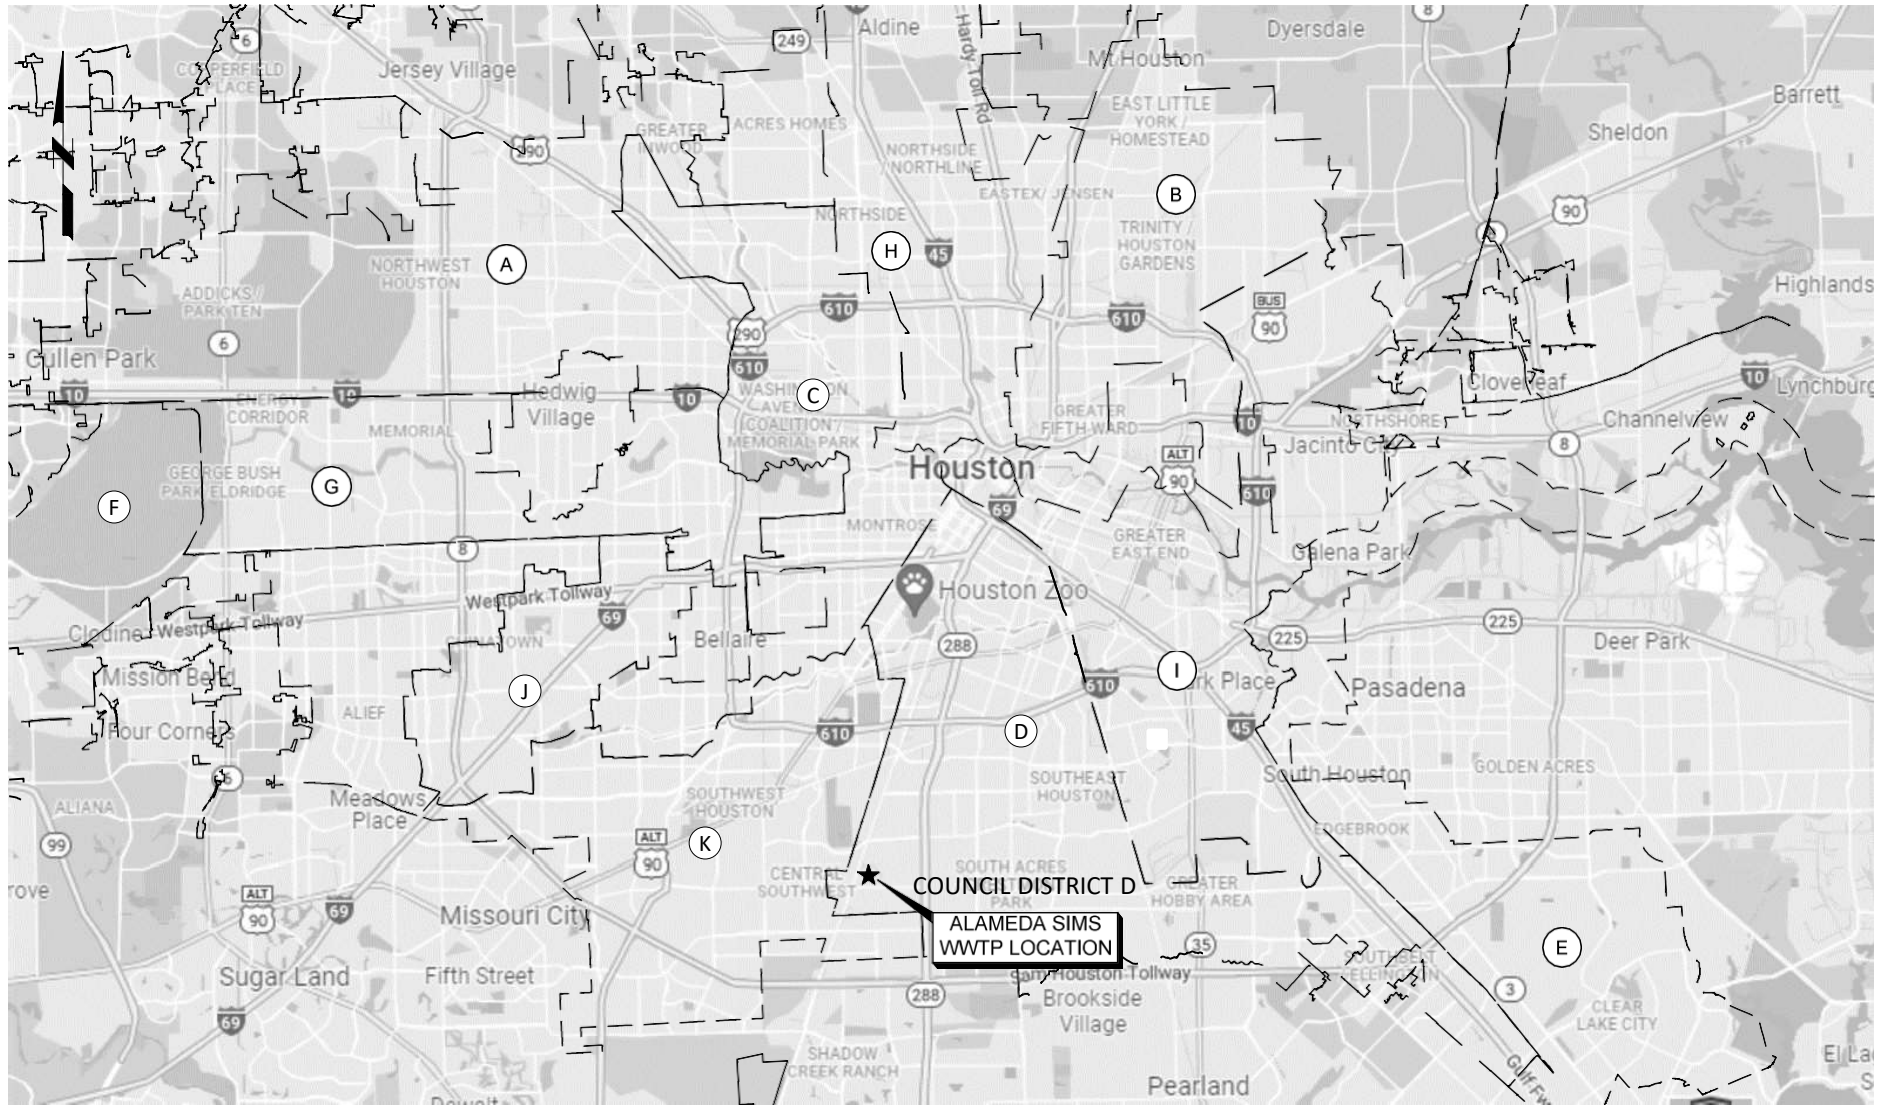 6
249
Aldine
Hardy Toll Rd
8
Dyersdale
COPPERFIELD
PLACE
Jersey Village
Mt Houston
Barrett
EAST LITTLE
YORK /
HOMESTEAD
Sheldon
GREATER
INWOOD
ACRES HOMES
290
NORTHSIDE
/ NORTHLINE
EASTEX/ JENSEN
B
90
NORTHSIDE
TRINITY /
HOUSTON
GARDENS
H
45
A
NORTHWEST
HOUSTON
ADDICKS /
PARK TEN
Highlands
610
610
BUS
90
290
6
Cullen Park
610
10
10
ENERGY
CORRIDOR
Hedwig
Village
10
WASHINGTON
AVENUE
COALITION /
MEMORIAL PARK
C
Cloverleaf
10
Lynchburg
GREATER
FIFTH WARD
10
NORTHSHORE
Channelview
MEMORIAL
Jacinto City
8
GEORGE BUSH
PARK/ELDRIDGE
G
F
Houston
ALT
90
610
69
MONTROSE
GREATER
EAST END
8
Galena Park
Houston Zoo
Westpark Tollway
69
Clodine
Westpark Tollway
CHINATOWN
Bellaire
288
225
225
Deer Park
Mission Bend
J
610
I
Park Place
Pasadena
ALIEF
Four Corners
610
D
45
6
SOUTHEAST
HOUSTON
South Houston
GOLDEN ACRES
ALIANA
Meadows
Place
SOUTHWEST
HOUSTON
EDGEBROOK
99
ALT
90
K
CENTRAL
SOUTHWEST
SOUTH ACRES
PARK
COUNCIL DISTRICT D
GREATER
HOBBY AREA
ALT
90
69
Missouri City
ALAMEDA SIMS
WWTP LOCATION
35
E
Sugar Land
Fifth Street
Sam Houston Tollway
SOUTHBELT
/ ELLINGTON
288
Brookside
Village
3
69
CLEAR
LAKE CITY
SHADOW
CREEK RANCH
Pearland